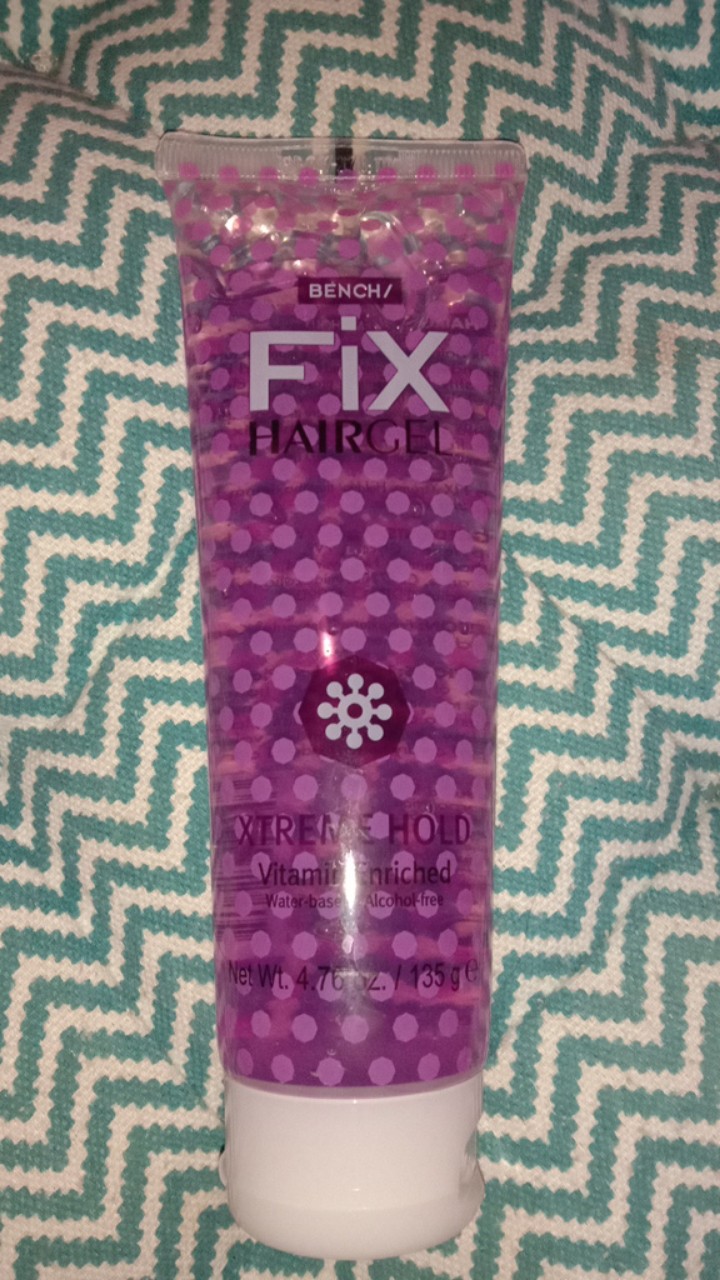 BENCH/
FiX
HAIRGEL
XTREME HOLD
Vitamin Enriched
Water-based Alcohol-free
Net Wt. 4.76 oz. / 135 g ℮